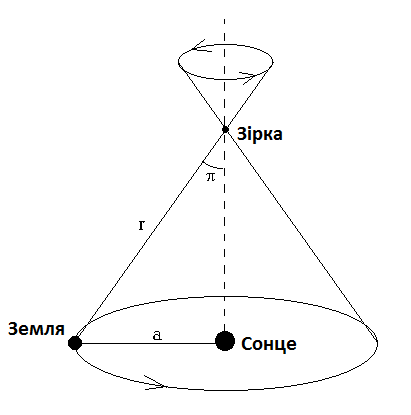 Зірка
π
r
Земля
a
Сонце